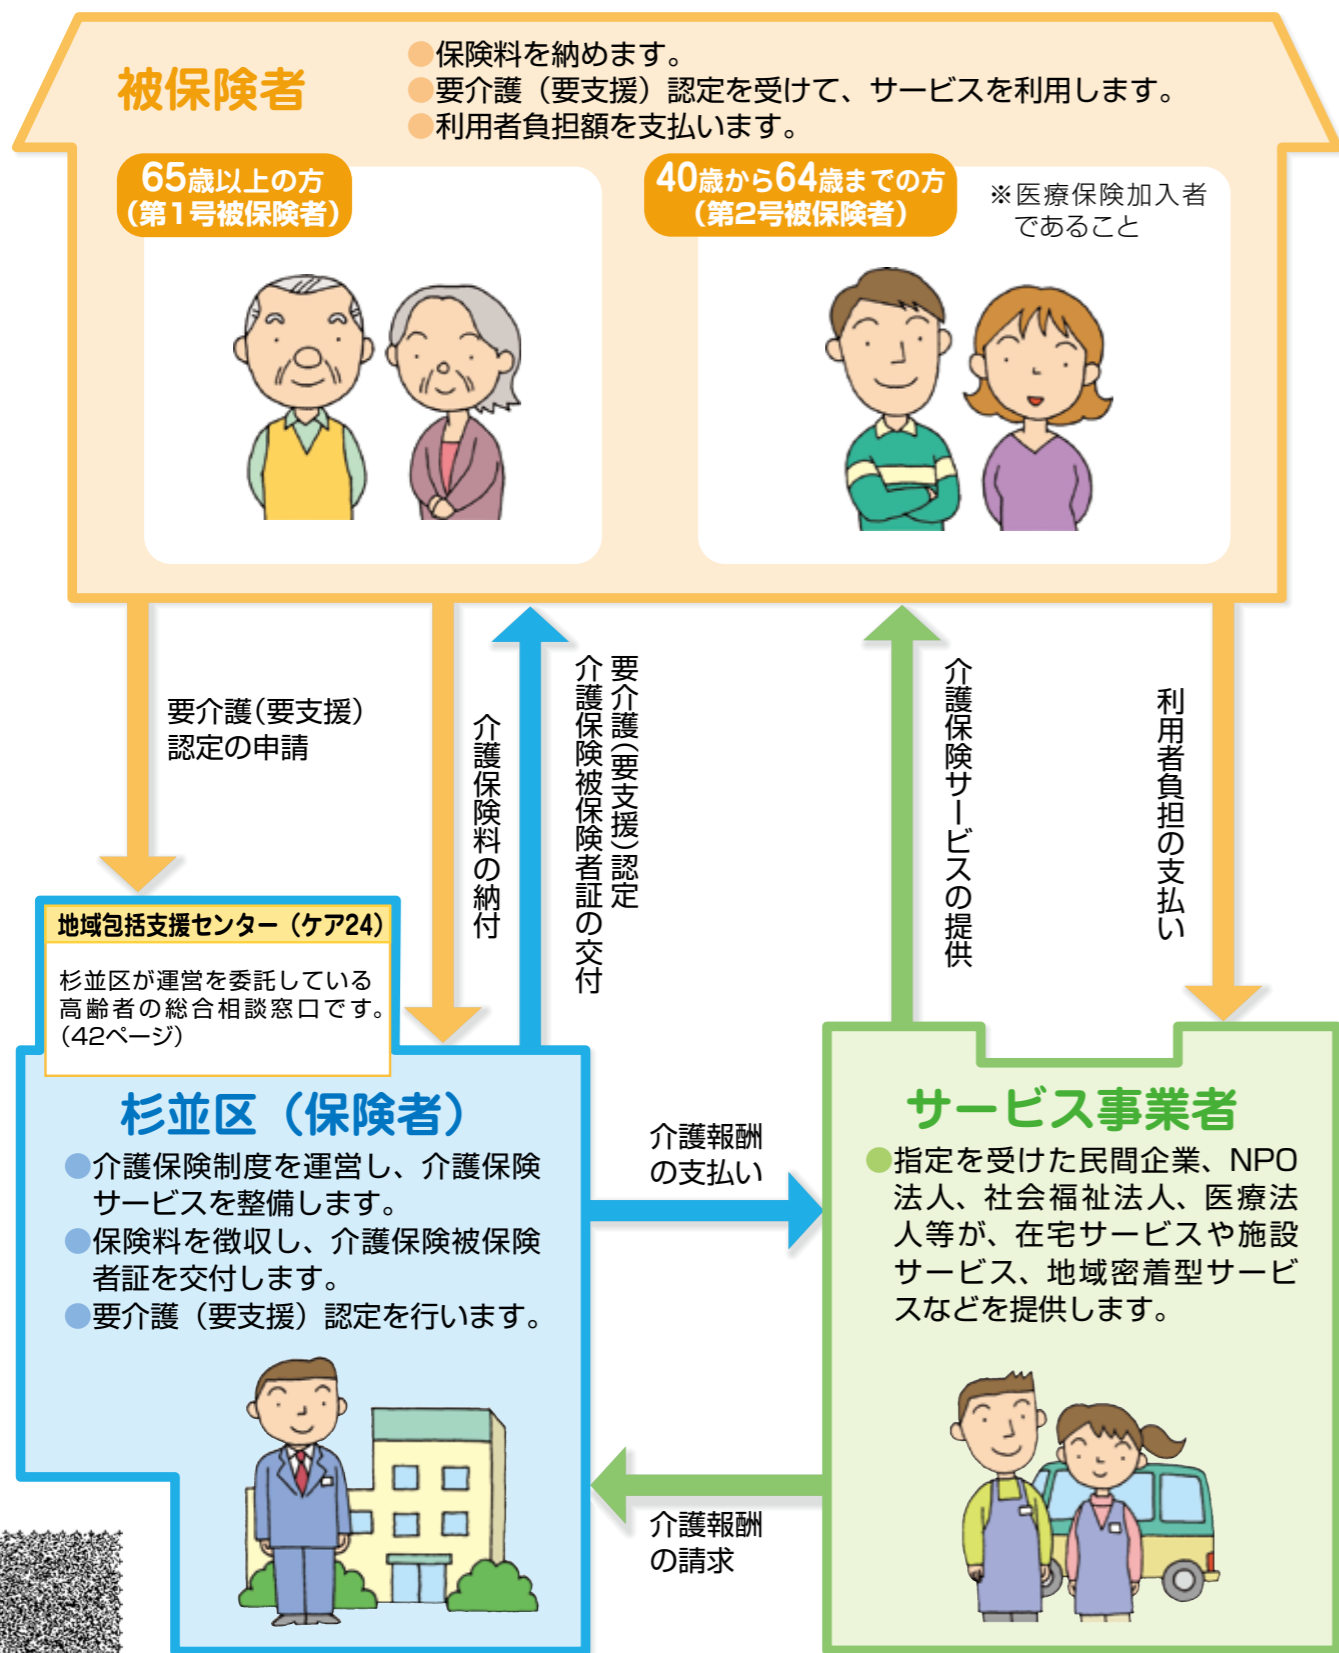 被保険者
●保険料を納めます。
●要介護（要支援）認定を受けて、サービスを利用します。
●利用者負担額を支払います。
65歳以上の方
（第1号被保険者）
40歳から64歳までの方
（第2号被保険者）
※医療保険加入者
であること
要介護（要支援）
認定の申請
介護保険料の納付
要介護（要支援）認定
介護保険被保険者証の交付
介護保険サービスの提供
利用者負担の支払い
地域包括支援センター（ケア24）
杉並区が運営を委託している
高齢者の総合相談窓口です。
（42ページ）
杉並区（保険者）
●介護保険制度を運営し、介護保険
サービスを整備します。
●保険料を徴収し、介護保険被保険
者証を交付します。
●要介護（要支援）認定を行います。
介護報酬
の支払い
サービス事業者
●指定を受けた民間企業、NPO
法人、社会福祉法人、医療法
人等が、在宅サービスや施設
サービス、地域密着型サービ
スなどを提供します。
介護報酬
の請求